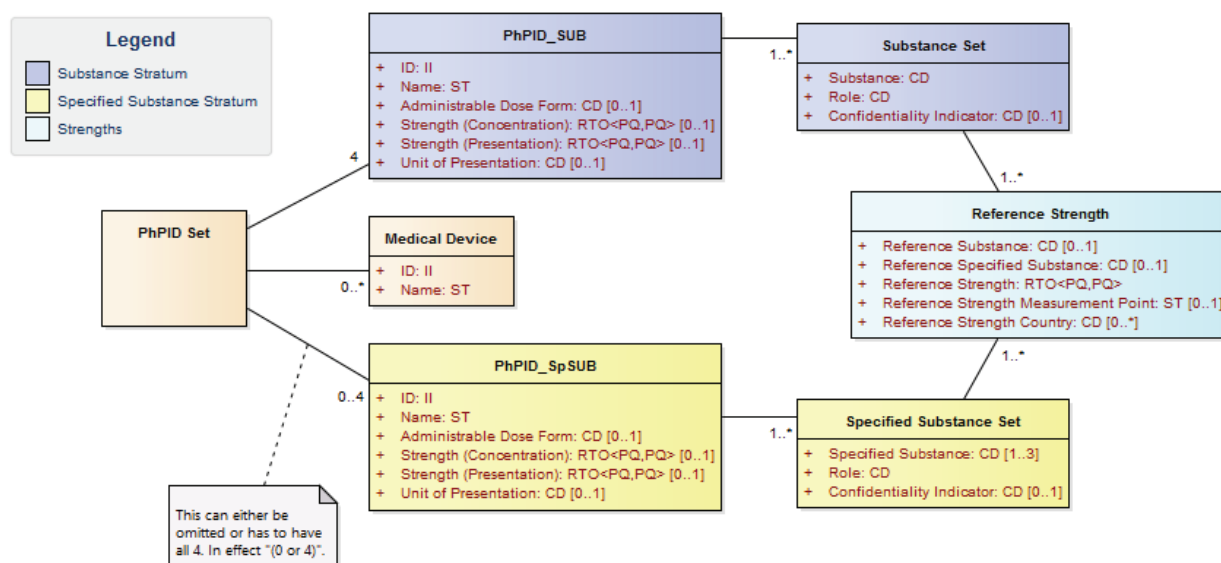 Legend
Substance Stratum
Specified Substance Stratum
Strengths
PhPID_SUB
+ ID: II
+ Name: ST
+ Administrable Dose Form: CD [0..1]
+ Strength (Concentration): RTO<PQ,PQ> [0..1]
+ Strength (Presentation): RTO<PQ,PQ> [0..1]
+ Unit of Presentation: CD [0..1]
1..*
Substance Set
+ Substance: CD
+ Role: CD
+ Confidentiality Indicator: CD [0..1]
4
1..*
PhPID Set
Medical Device
+ ID: II
+ Name: ST
0..*
Reference Strength
+ Reference Substance: CD [0..1]
+ Reference Specified Substance: CD [0..1]
+ Reference Strength: RTO<PQ,PQ>
+ Reference Strength Measurement Point: ST [0..1]
+ Reference Strength Country: CD [0..*]
1..*
0..4
PhPID_SpSUB
+ ID: II
+ Name: ST
+ Administrable Dose Form: CD [0..1]
+ Strength (Concentration): RTO<PQ,PQ> [0..1]
+ Strength (Presentation): RTO<PQ,PQ> [0..1]
+ Unit of Presentation: CD [0..1]
1..*
Specified Substance Set
+ Specified Substance: CD [1..3]
+ Role: CD
+ Confidentiality Indicator: CD [0..1]
This can either be
omitted or has to have
all 4. In effect "(0 or 4)".